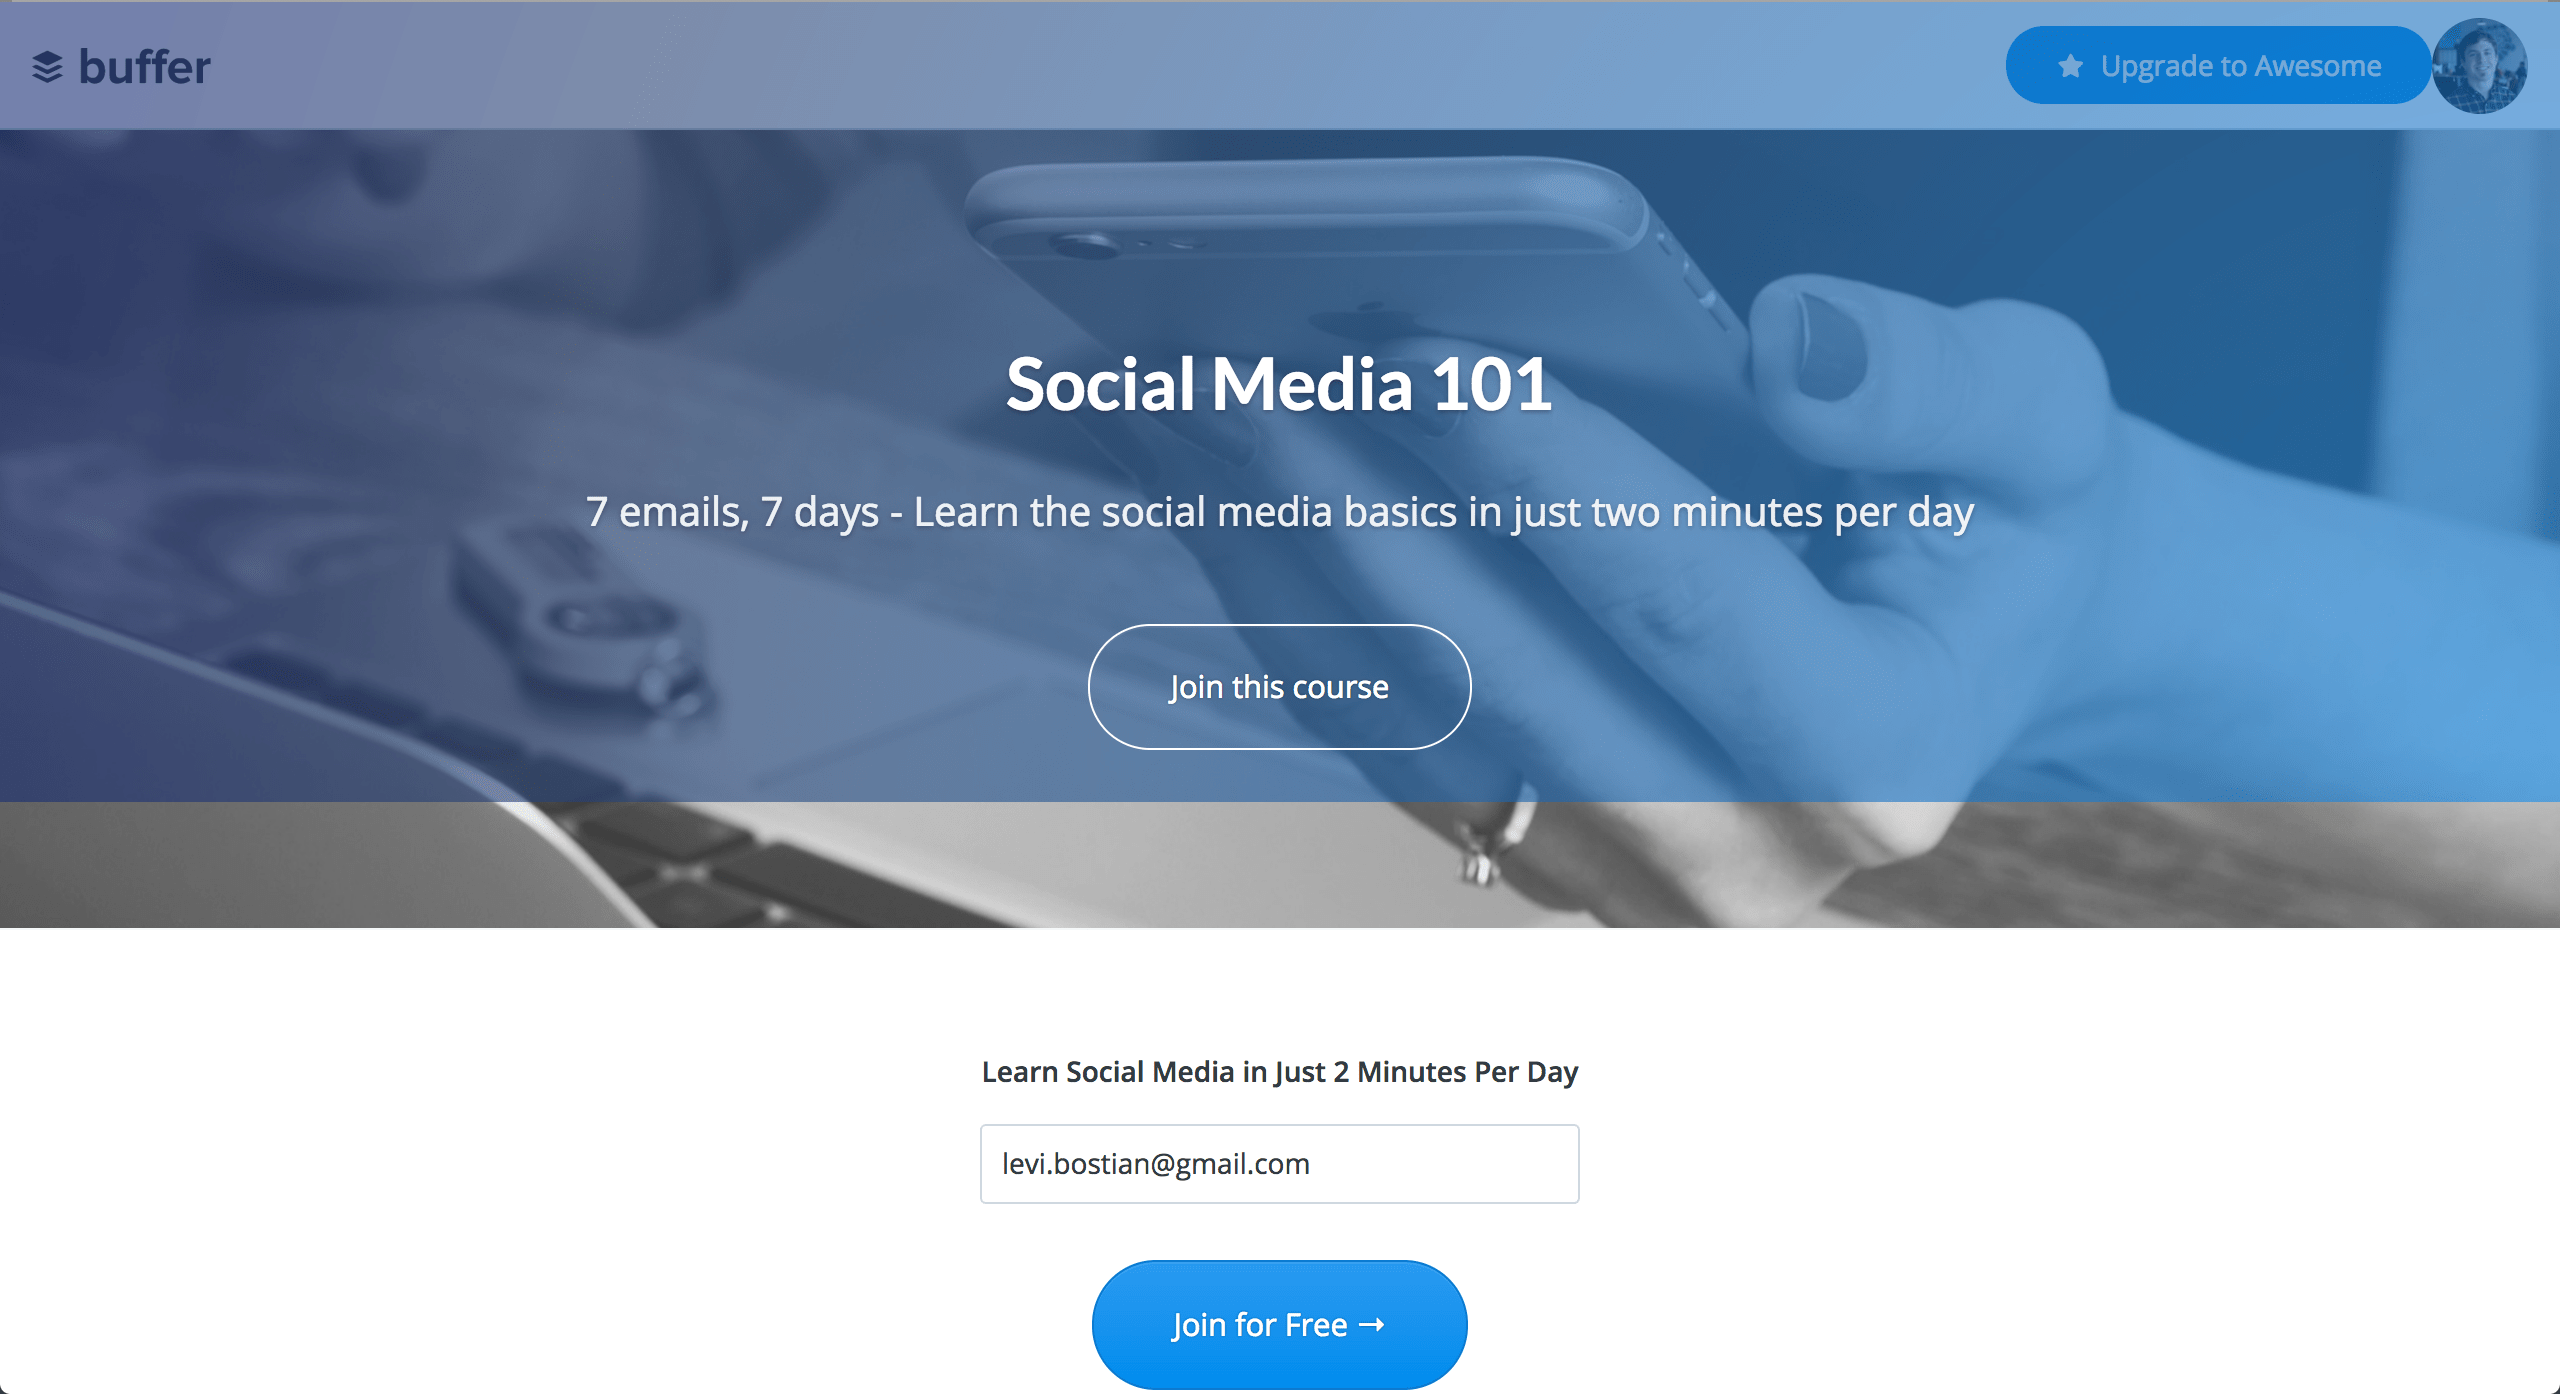 buffer
Upgrade to Awesome
Social Media 101
7 emails, 7 days - Learn the social media basics in just two minutes per day
Join this course
Learn Social Media in Just 2 Minutes Per Day
levi.bostian@gmail.com
Join for Free →